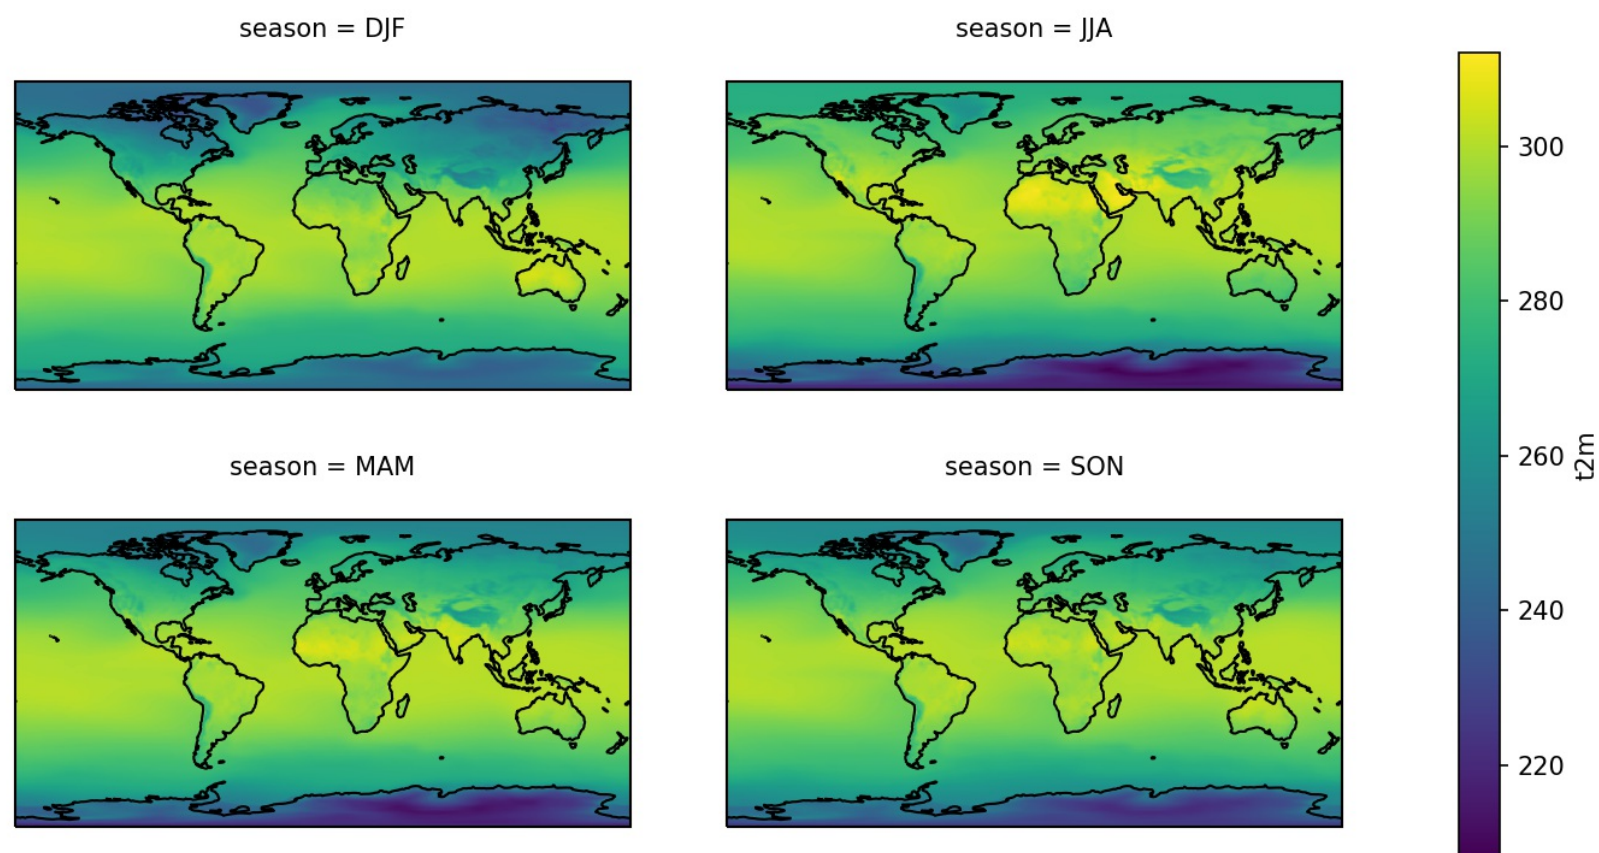 season = DJF
season = JJA
season = MAM
season = SON
300
280
260
240
220
t2m